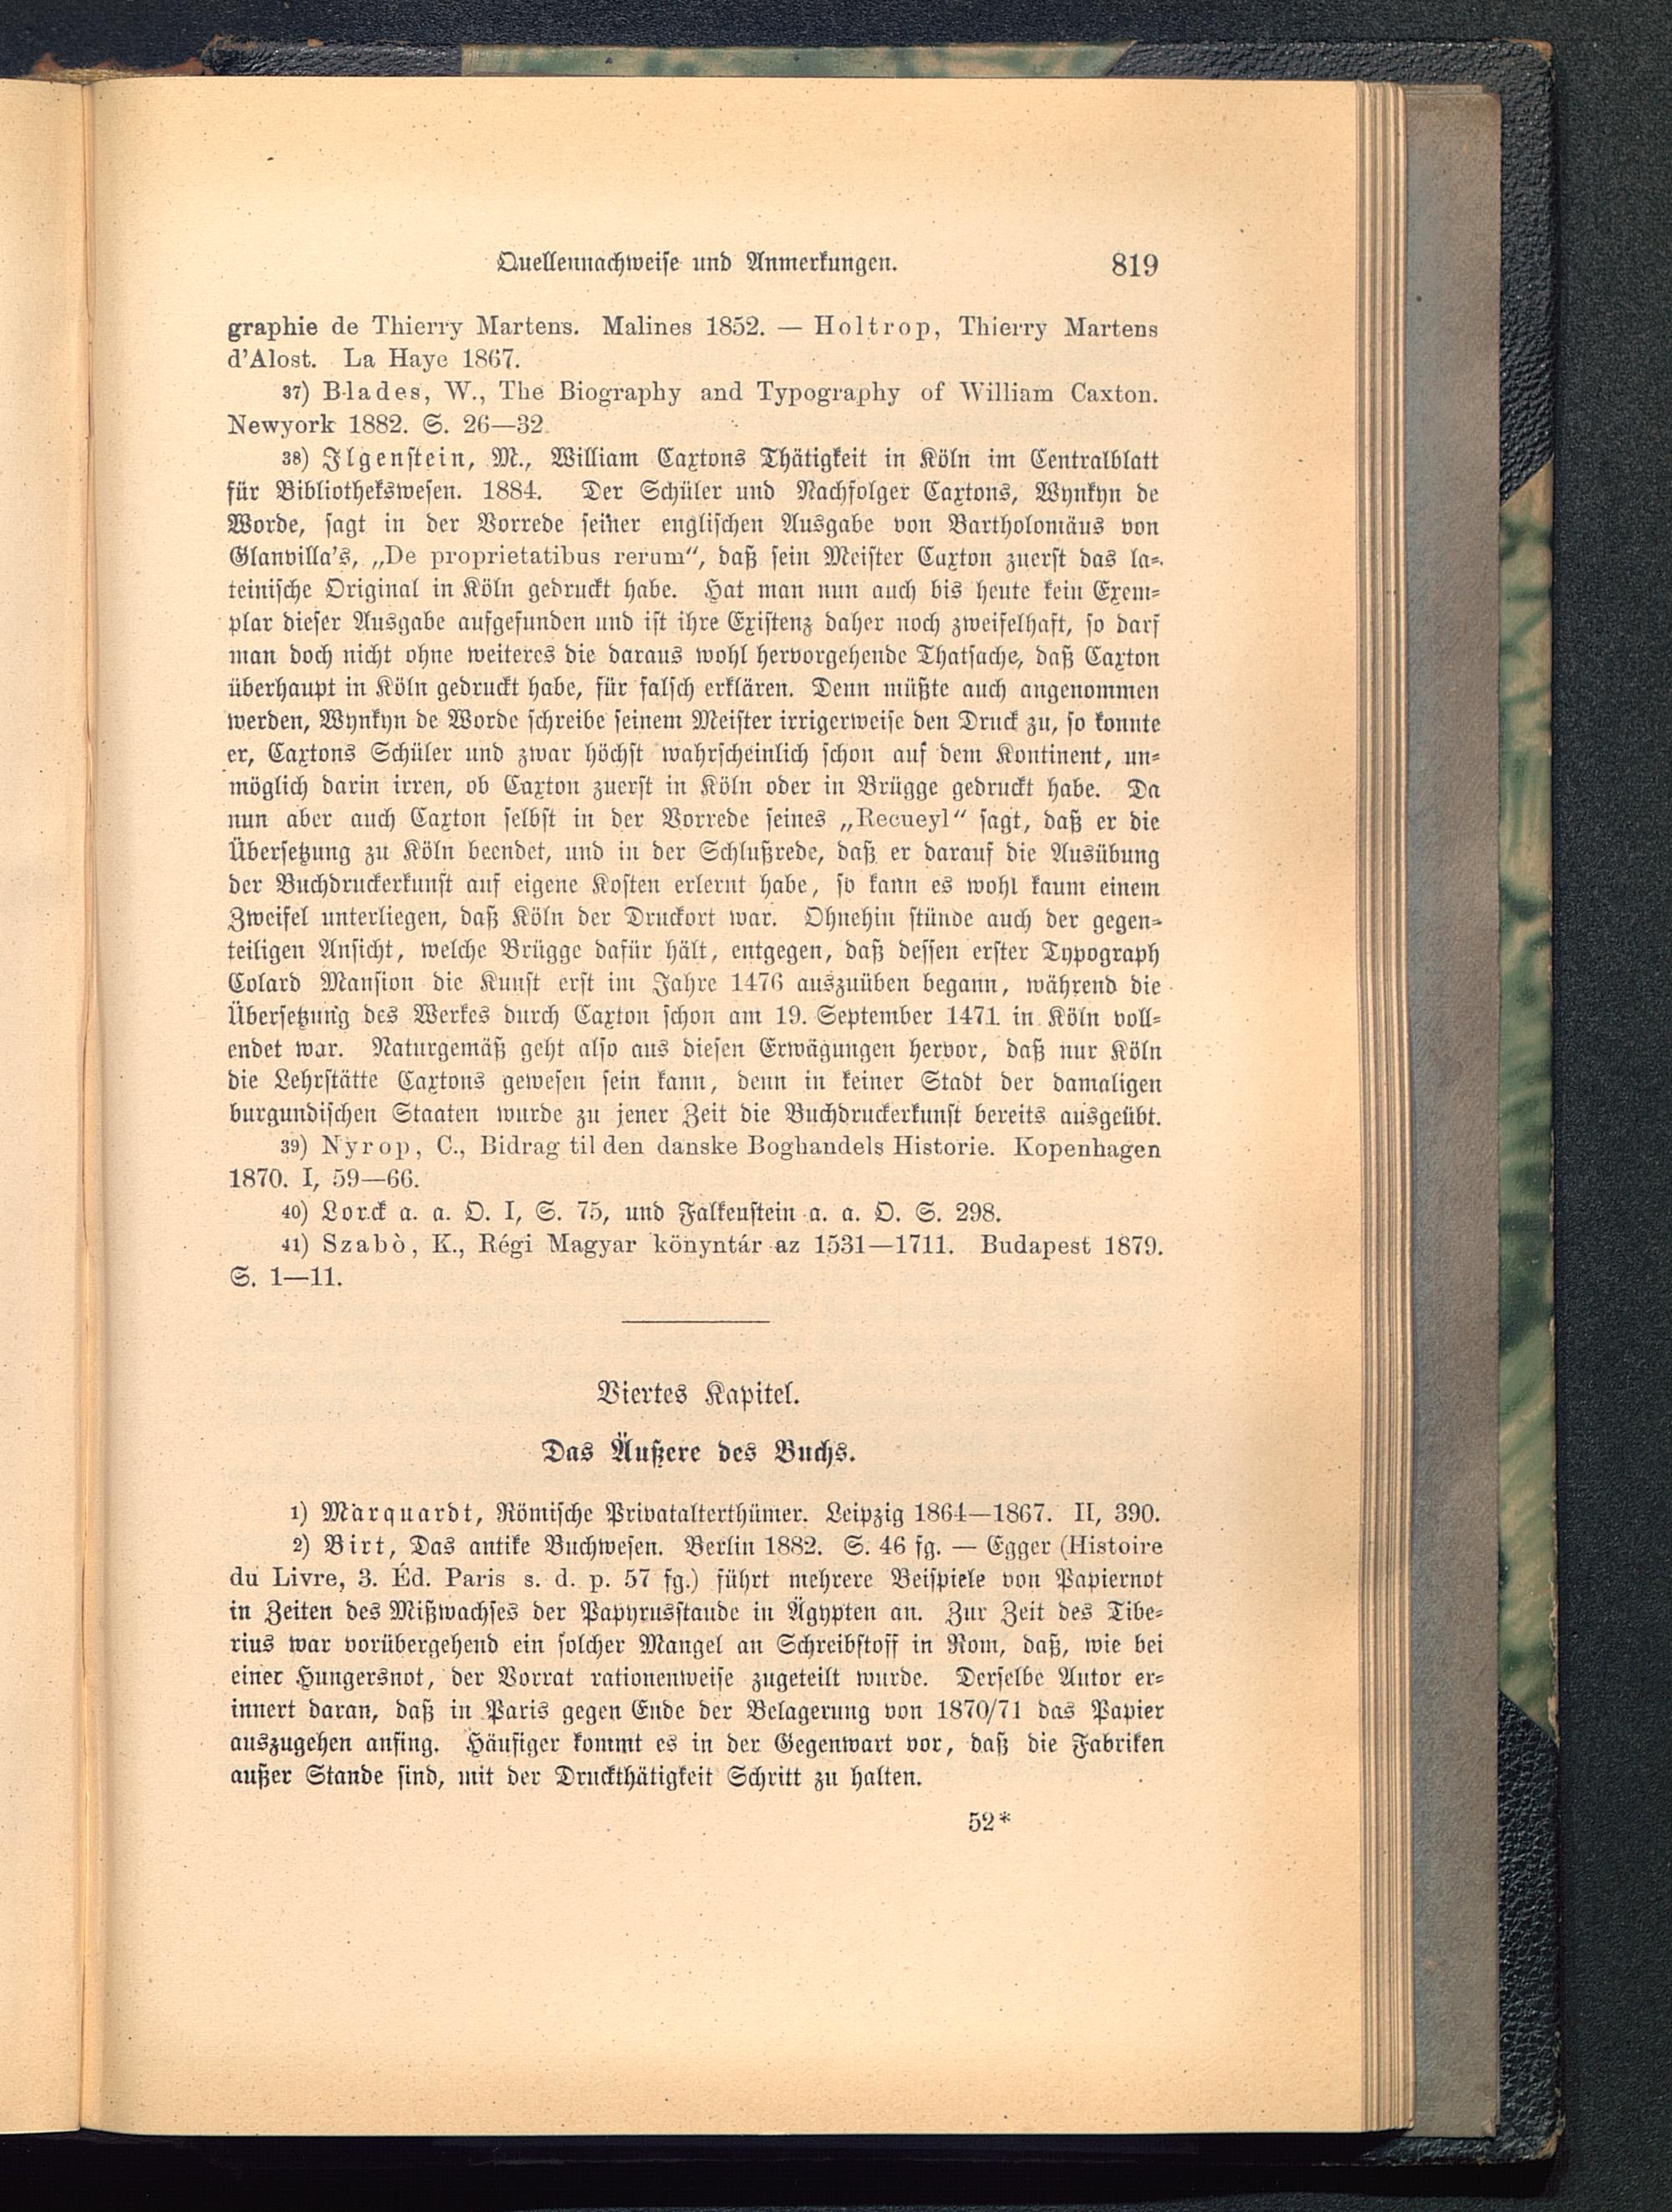 Quellennachweise und Anmerkungen. 819
graphie de Thierry Martens. Malines 1852. — Holtrop, Thierry Martens
d'Alost. La Haye 1867.
37) Blades, W., The Biography and Typography of William Caxton.
Newyork 1882. S. 26—32
38) Ilgenstein, M., William Caxtons Thätigkeit in Köln im Centralblatt
für Bibliothekswesen. 1884. Der Schüler und Nachfolger Caxtons, Wynkyn de
Worde, sagt in der Vorrede seiner englischen Ausgabe von Bartholomäus von
Glanvilla's, „De proprietatibus rerum“, daß sein Meister Caxton zuerst das la-
teinische Original in Köln gedruckt habe. Hat man nun auch bis heute kein Exem-
plar dieser Ausgabe aufgefunden und ist ihre Existenz daher noch zweifelhaft, so darf
man doch nicht ohne weiteres die daraus wohl hervorgehende Thatsache, daß Caxton
überhaupt in Köln gedruckt habe, für falsch erklären. Denn müßte auch angenommen
werden, Wynkyn de Worde schreibe seinem Meister irrigerweise den Druck zu, so konnte
er, Caxtons Schüler und zwar höchst wahrscheinlich schon auf dem Kontinent, un-
möglich darin irren, ob Caxton zuerst in Köln oder in Brügge gedruckt habe. Da
nun aber auch Caxton selbst in der Vorrede seines „Recueyl“ sagt, daß er die
Übersetzung zu Köln beendet, und in der Schlußrede, daß er darauf die Ausübung
der Buchdruckerkunst auf eigene Kosten erlernt habe, so kann es wohl kaum einem
Zweifel unterliegen, daß Köln der Druckort war. Ohnehin stünde auch der gegen-
teiligen Ansicht, welche Brügge dafür hält, entgegen, daß dessen erster Typograph
Colard Mansion die Kunst erst im Jahre 1476 auszuüben begann, während die
Übersetzung des Werkes durch Caxton schon am 19. September 1471 in Köln voll-
endet war. Naturgemäß geht also aus diesen Erwägungen hervor, daß nur Köln
die Lehrstätte Caxtons gewesen sein kann, denn in keiner Stadt der damaligen
burgundischen Staaten wurde zu jener Zeit die Buchdruckerkunst bereits ausgeübt.
39) Nyrop, C., Bidrag til den danske Boghandels Historie. Kopenhagen
1870. I, 59—66.
40) Lorck a. a. O. I, S. 75, und Falkenstein a. a. O. S. 298.
41) Szabò, K., Régi Magyar könyntár az 1531—1711. Budapest 1879.
S. 1—11.
Viertes Kapitel.
Das Äußere des Buchs.
1) Marquardt, Römische Privatalterthümer. Leipzig 1864—1867. II, 390.
2) Birt, Das antike Buchwesen. Berlin 1882. S. 46 fg. — Egger (Histoire
du Livre, 3. Éd. Paris s. d. p. 57 fg.) führt mehrere Beispiele von Papiernot
in Zeiten des Mißwachses der Papyrusstaude in Ägypten an. Zur Zeit des Tibe-
rius war vorübergehend ein solcher Mangel an Schreibstoff in Rom, daß, wie bei
einer Hungersnot, der Vorrat rationenweise zugeteilt wurde. Derselbe Autor er-
innert daran, daß in Paris gegen Ende der Belagerung von 1870/71 das Papier
auszugehen anfing. Häufiger kommt es in der Gegenwart vor, daß die Fabriken
außer Stande sind, mit der Druckthätigkeit Schritt zu halten.
52*